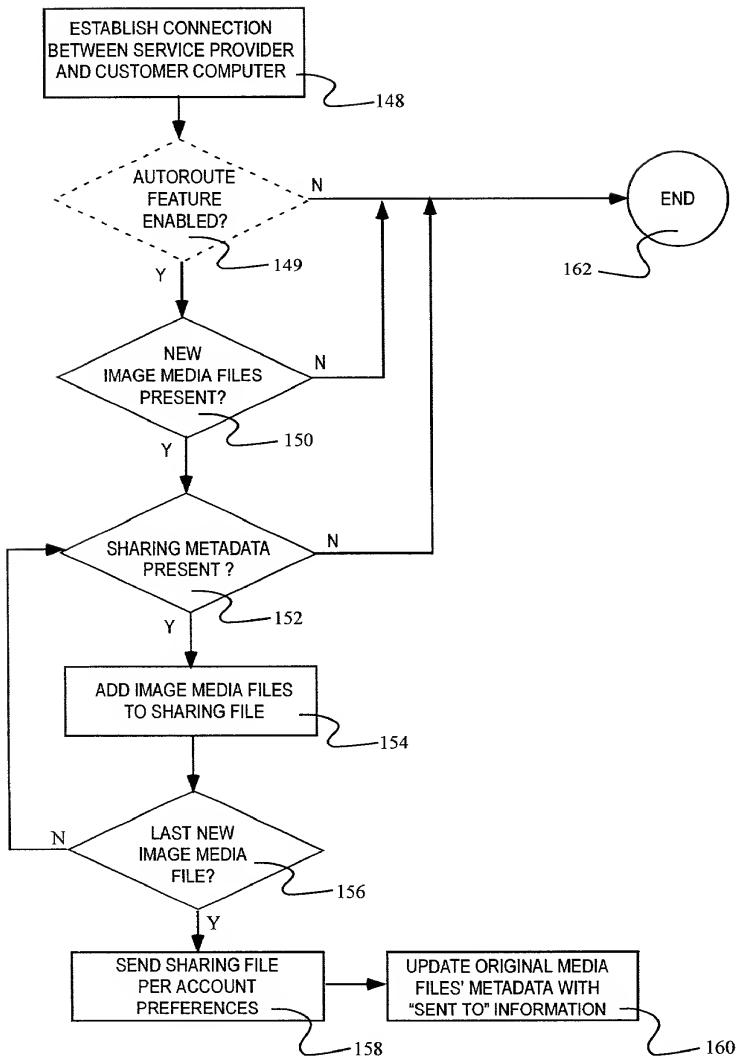 ESTABLISH CONNECTION
BETWEEN SERVICE PROVIDER
AND CUSTOMER COMPUTER
148
AUTOROUTE
FEATURE
ENABLED?
N
END
149
162
Y
NEW
IMAGE MEDIA FILES
PRESENT?
N
150
Y
SHARING METADATA
PRESENT ?
N
152
Y
ADD IMAGE MEDIA FILES
TO SHARING FILE
154
N
LAST NEW
IMAGE MEDIA
FILE?
156
Y
SEND SHARING FILE
PER ACCOUNT
PREFERENCES
158
UPDATE ORIGINAL MEDIA
FILES' METADATA WITH
“SENT TO” INFORMATION
160